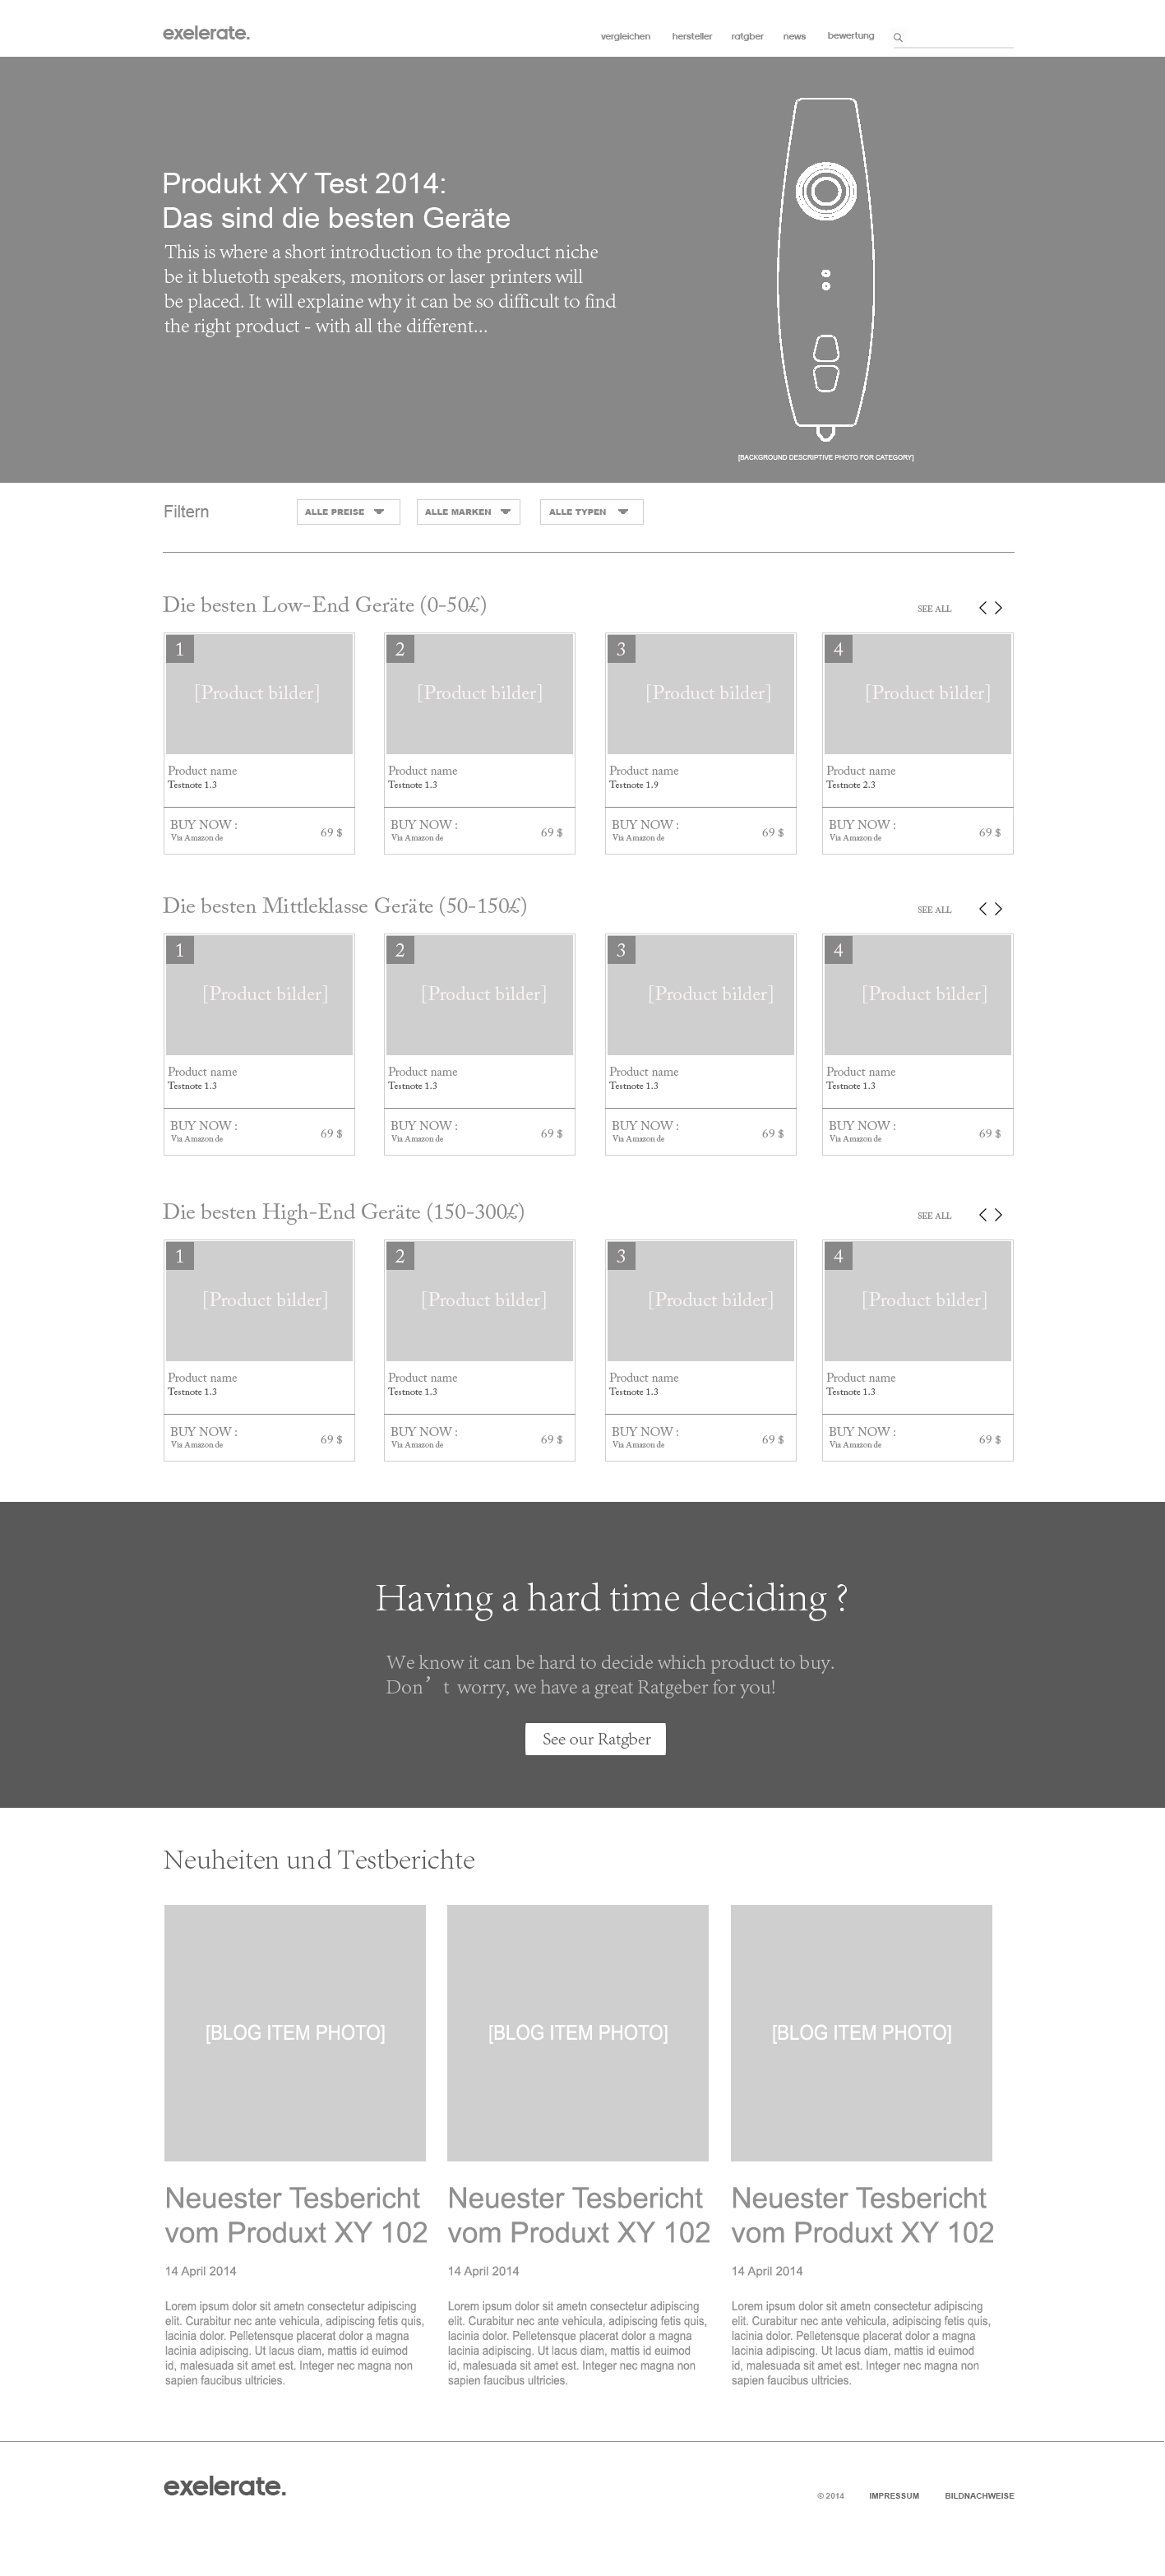 exelerate.
vergleichen hersteller ratgber news bewertung
Produkt XY Test 2014:
Das sind die besten Geräte
This is where a short introduction to the product niche
be it bluetoth speakers, monitors or laser printers will
be placed. It will explaine why it can be so difficult to find
the right product - with all the different...
[BACKGROUND DESCRIPTIVE PHOTO FOR CATEGORY]
Filtern ALLE PREISE ALLE MARKEN ALLE TYPEN
Die besten Low-End Geräte (0-50£) SEE ALL
1 2 3 4
[Product bilder] [Product bilder] [Product bilder] [Product bilder]
Product name Product name Product name Product name
Testnote 1.3 Testnote 1.3 Testnote 1.9 Testnote 2.3
BUY NOW : 69 $ BUY NOW : 69 $ BUY NOW : 69 $ BUY NOW : 69 $
Via Amazon de Via Amazon de Via Amazon de Via Amazon de
Die besten Mittleklasse Geräte (50-150£) SEE ALL
1 2 3 4
[Product bilder] [Product bilder] [Product bilder] [Product bilder]
Product name Product name Product name Product name
Testnote 1.3 Testnote 1.3 Testnote 1.3 Testnote 1.3
BUY NOW : 69 $ BUY NOW : 69 $ BUY NOW : 69 $ BUY NOW : 69 $
Via Amazon de Via Amazon de Via Amazon de Via Amazon de
Die besten High-End Geräte (150-300£) SEE ALL
1 2 3 4
[Product bilder] [Product bilder] [Product bilder] [Product bilder]
Product name Product name Product name Product name
Testnote 1.3 Testnote 1.3 Testnote 1.3 Testnote 1.3
BUY NOW : 69 $ BUY NOW : 69 $ BUY NOW : 69 $ BUY NOW : 69 $
Via Amazon de Via Amazon de Via Amazon de Via Amazon de
Having a hard time deciding ?
We know it can be hard to decide which product to buy.
Don’t worry, we have a great Ratgeber for you!
See our Ratgber
Neuheiten und Testberichte
[BLOG ITEM PHOTO] [BLOG ITEM PHOTO] [BLOG ITEM PHOTO]
Neuester Tesbericht
vom Produxt XY 102
14 April 2014
Lorem ipsum dolor sit ametn consectetur adipiscing
elit. Curabitur nec ante vehicula, adipiscing fetis quis,
lacinia dolor. Pelletensque placerat dolor a magna
lacinia adipiscing. Ut lacus diam, mattis id euimod
id, malesuada sit amet est. Integer nec magna non
sapien faucibus ultricies.
Neuester Tesbericht
vom Produxt XY 102
14 April 2014
Lorem ipsum dolor sit ametn consectetur adipiscing
elit. Curabitur nec ante vehicula, adipiscing fetis quis,
lacinia dolor. Pelletensque placerat dolor a magna
lacinia adipiscing. Ut lacus diam, mattis id euimod
id, malesuada sit amet est. Integer nec magna non
sapien faucibus ultricies.
Neuester Tesbericht
vom Produxt XY 102
14 April 2014
Lorem ipsum dolor sit ametn consectetur adipiscing
elit. Curabitur nec ante vehicula, adipiscing fetis quis,
lacinia dolor. Pelletensque placerat dolor a magna
lacinia adipiscing. Ut lacus diam, mattis id euimod
id, malesuada sit amet est. Integer nec magna non
sapien faucibus ultricies.
exelerate.
© 2014 IMPRESSUM BILDNACHWEISE